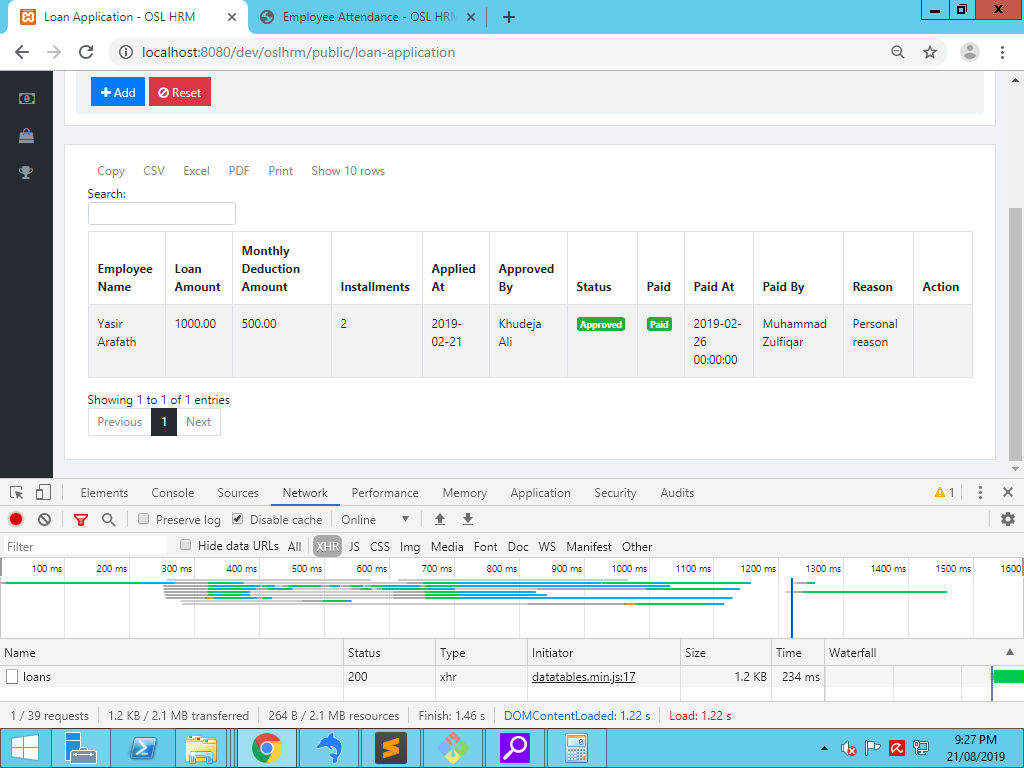 Loan Application - OSL HRM
Employee Attendance - OSL HRM
localhost:8080/dev/oslhrm/public/loan-application
Add
Reset
Copy CSV Excel PDF Print Show 10 rows
Search:
Employee Name Loan Amount Monthly Deduction Amount Installments Applied At Approved By Status Paid Paid At Paid By Reason Action
Yasir Arafath 1000.00 500.00 2 2019-02-21 Khudeja Ali Approved Paid 2019-02-26 00:00:00 Muhammad Zulfiqar Personal reason
Showing 1 to 1 of 1 entries
Previous 1 Next
Elements Console Sources Network Performance Memory Application Security Audits 1
Preserve log Disable cache Online
Filter Hide data URLs All XHR JS CSS Img Media Font Doc WS Manifest Other
100 ms 200 ms 300 ms 400 ms 500 ms 600 ms 700 ms 800 ms 900 ms 1000 ms 1100 ms 1200 ms 1300 ms 1400 ms 1500 ms 1600
Name Status Type Initiator Size Time Waterfall
loans 200 xhr datatables.min.js:17 1.2 KB 234 ms
1 / 39 requests 1.2 KB / 2.1 MB transferred 264 B / 2.1 MB resources Finish: 1.46 s DOMContentLoaded: 1.22 s Load: 1.22 s
9:27 PM
21/08/2019